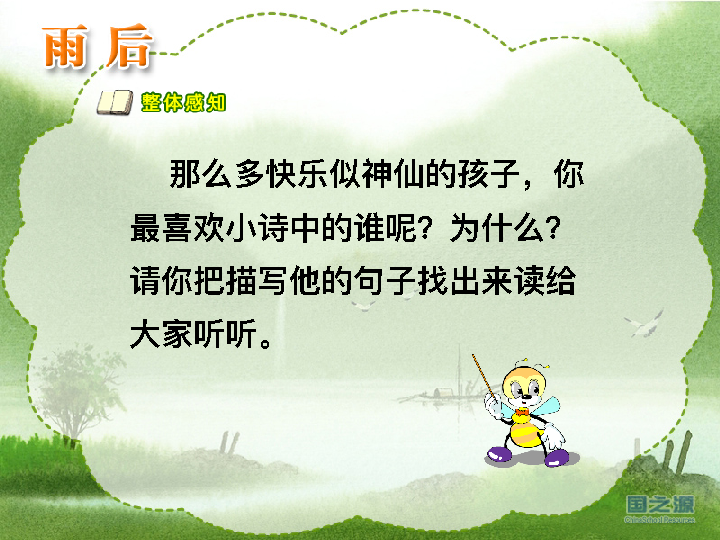 雨后
整体感知
那么多快乐似神仙的孩子，你
最喜欢小诗中的谁呢？为什么？
请你把描写他的句子找出来读给
大家听听。
国之源